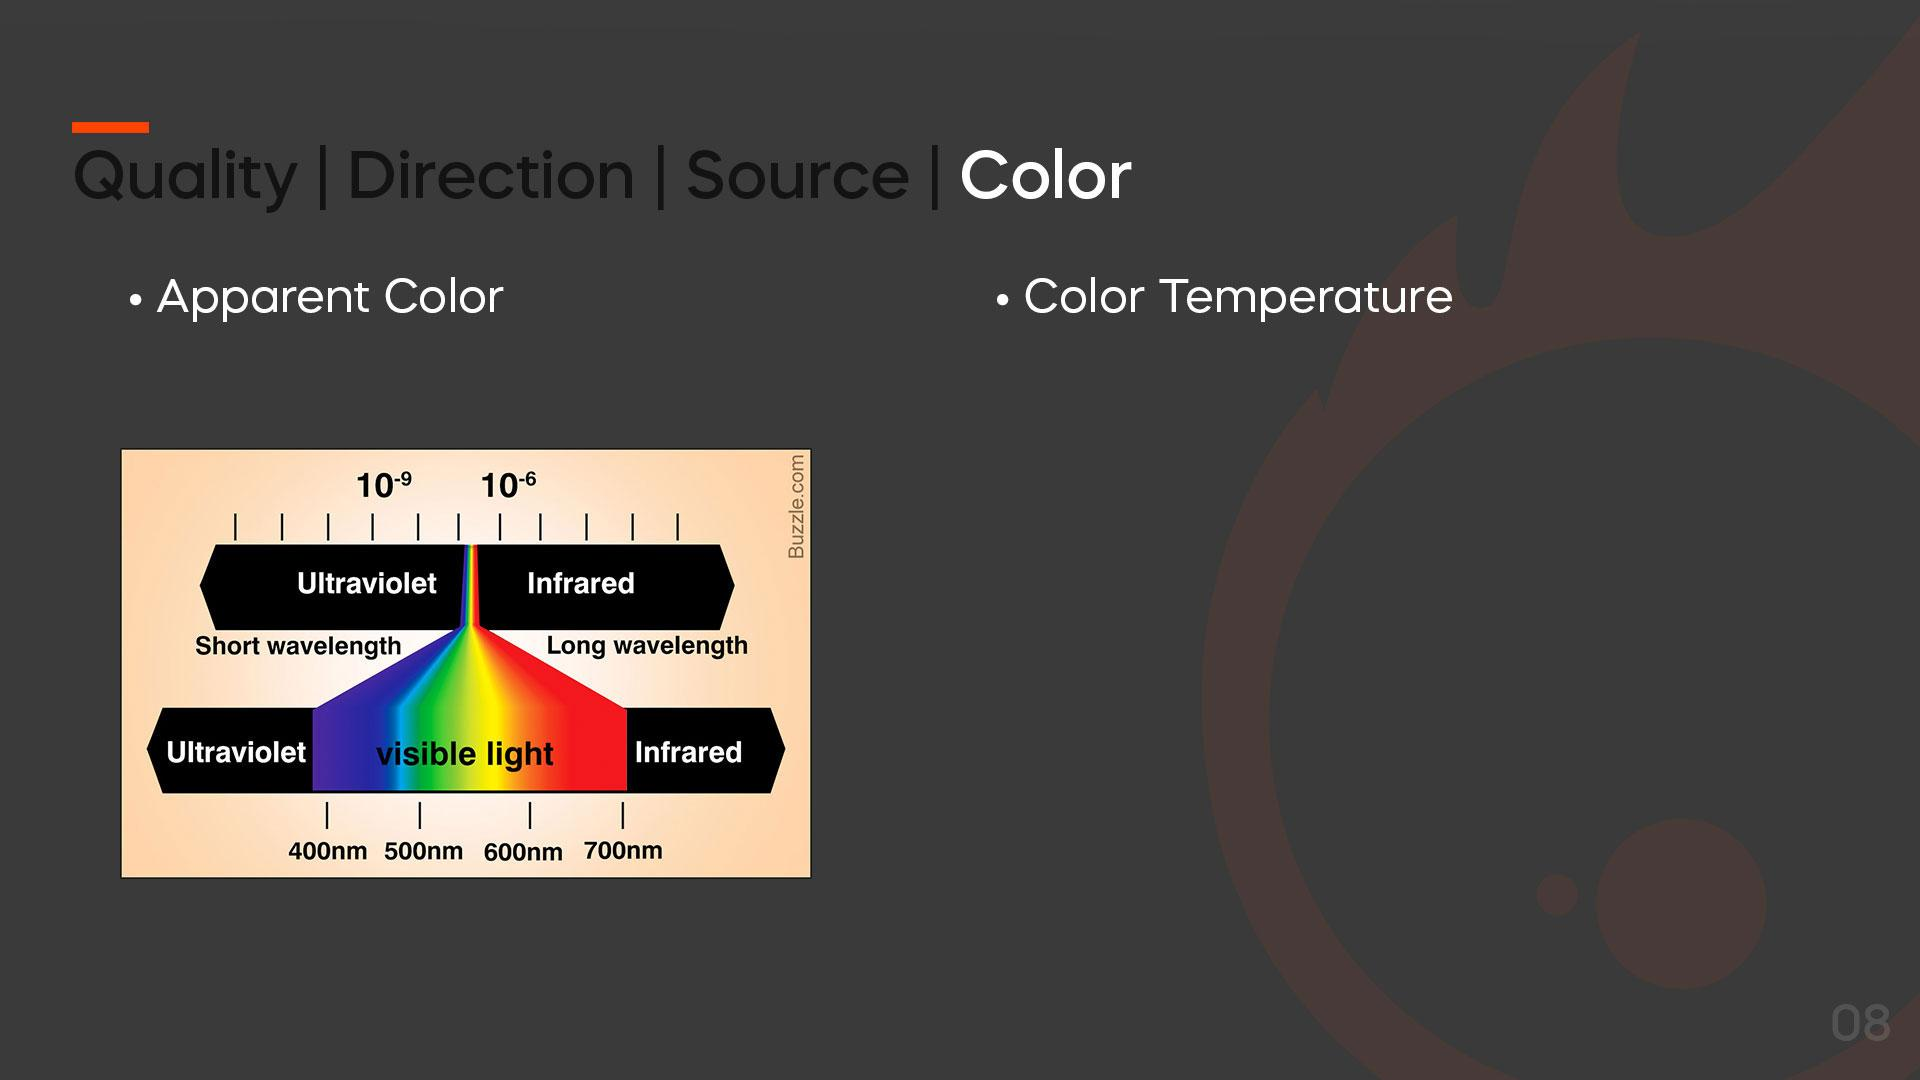 Quality | Direction | Source | Color
• Apparent Color
• Color Temperature
10⁻⁹ 10⁻⁶
Buzzle.com
Ultraviolet Infrared
Short wavelength Long wavelength
Ultraviolet visible light Infrared
400nm 500nm 600nm 700nm
08